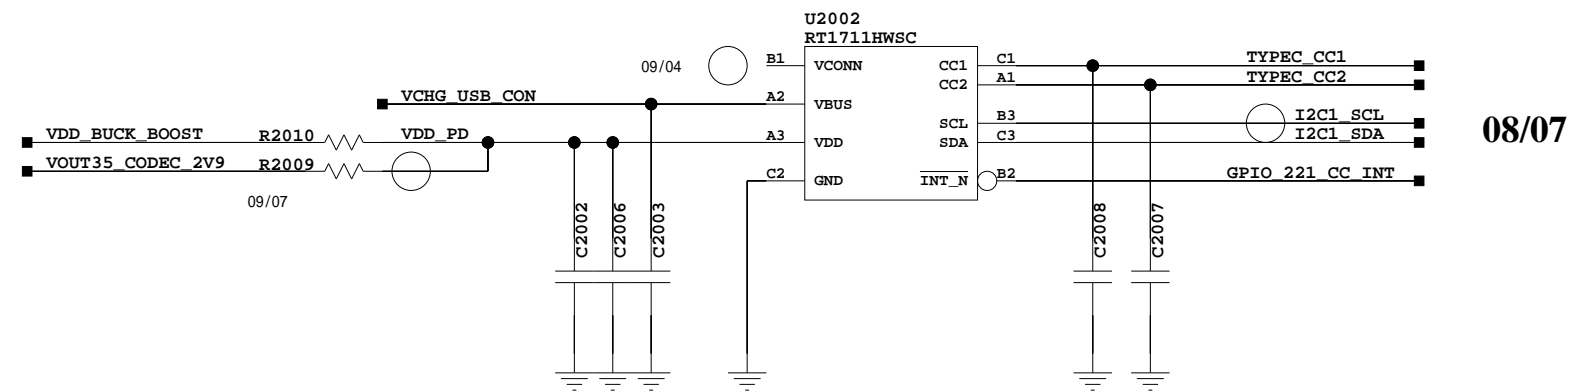 U2002
RT1711HWSC
09/04
B1 VCONN CC1 C1 TYPEC_CC1
CC2 A1 TYPEC_CC2
VCHG_USB_CON A2 VBUS
SCL B3 I2C1_SCL
VDD_BUCK_BOOST R2010 VDD_PD A3 VDD SDA C3 I2C1_SDA
08/07
VOUT35_CODEC_2V9 R2009
C2 GND INT_N B2 GPIO_221_CC_INT
09/07
C2002
C2006
C2003
C2008
C2007